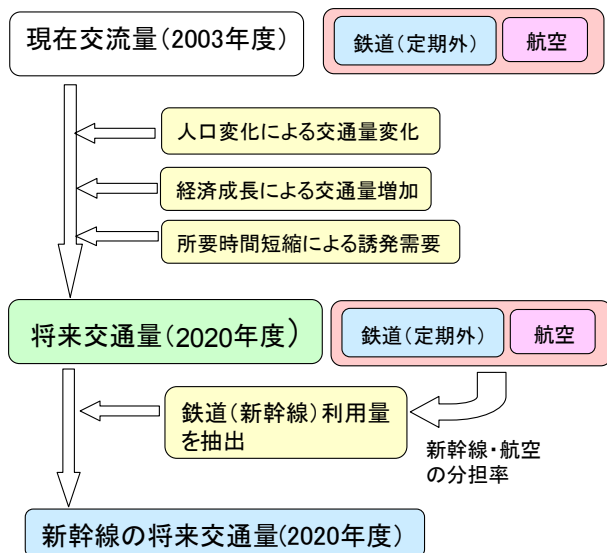 現在交流量(2003年度)
鉄道(定期外)
航空
人口変化による交通量変化
経済成長による交通量増加
所要時間短縮による誘発需要
将来交通量(2020年度)
鉄道(定期外)
航空
鉄道(新幹線)利用量
を抽出
新幹線・航空
の分担率
新幹線の将来交通量(2020年度)